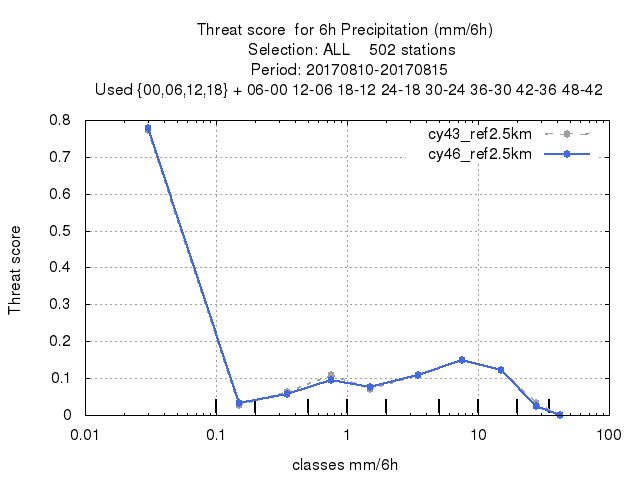 Threat score  for 6h Precipitation (mm/6h)
Selection: ALL    502 stations
Period: 20170810-20170815
Used {00,06,12,18} + 06-00 12-06 18-12 24-18 30-24 36-30 42-36 48-42
cy43_ref2.5km
cy46_ref2.5km
Threat score
0.8
0.7
0.6
0.5
0.4
0.3
0.2
0.1
0
0.01 0.1 1 10 100
classes mm/6h